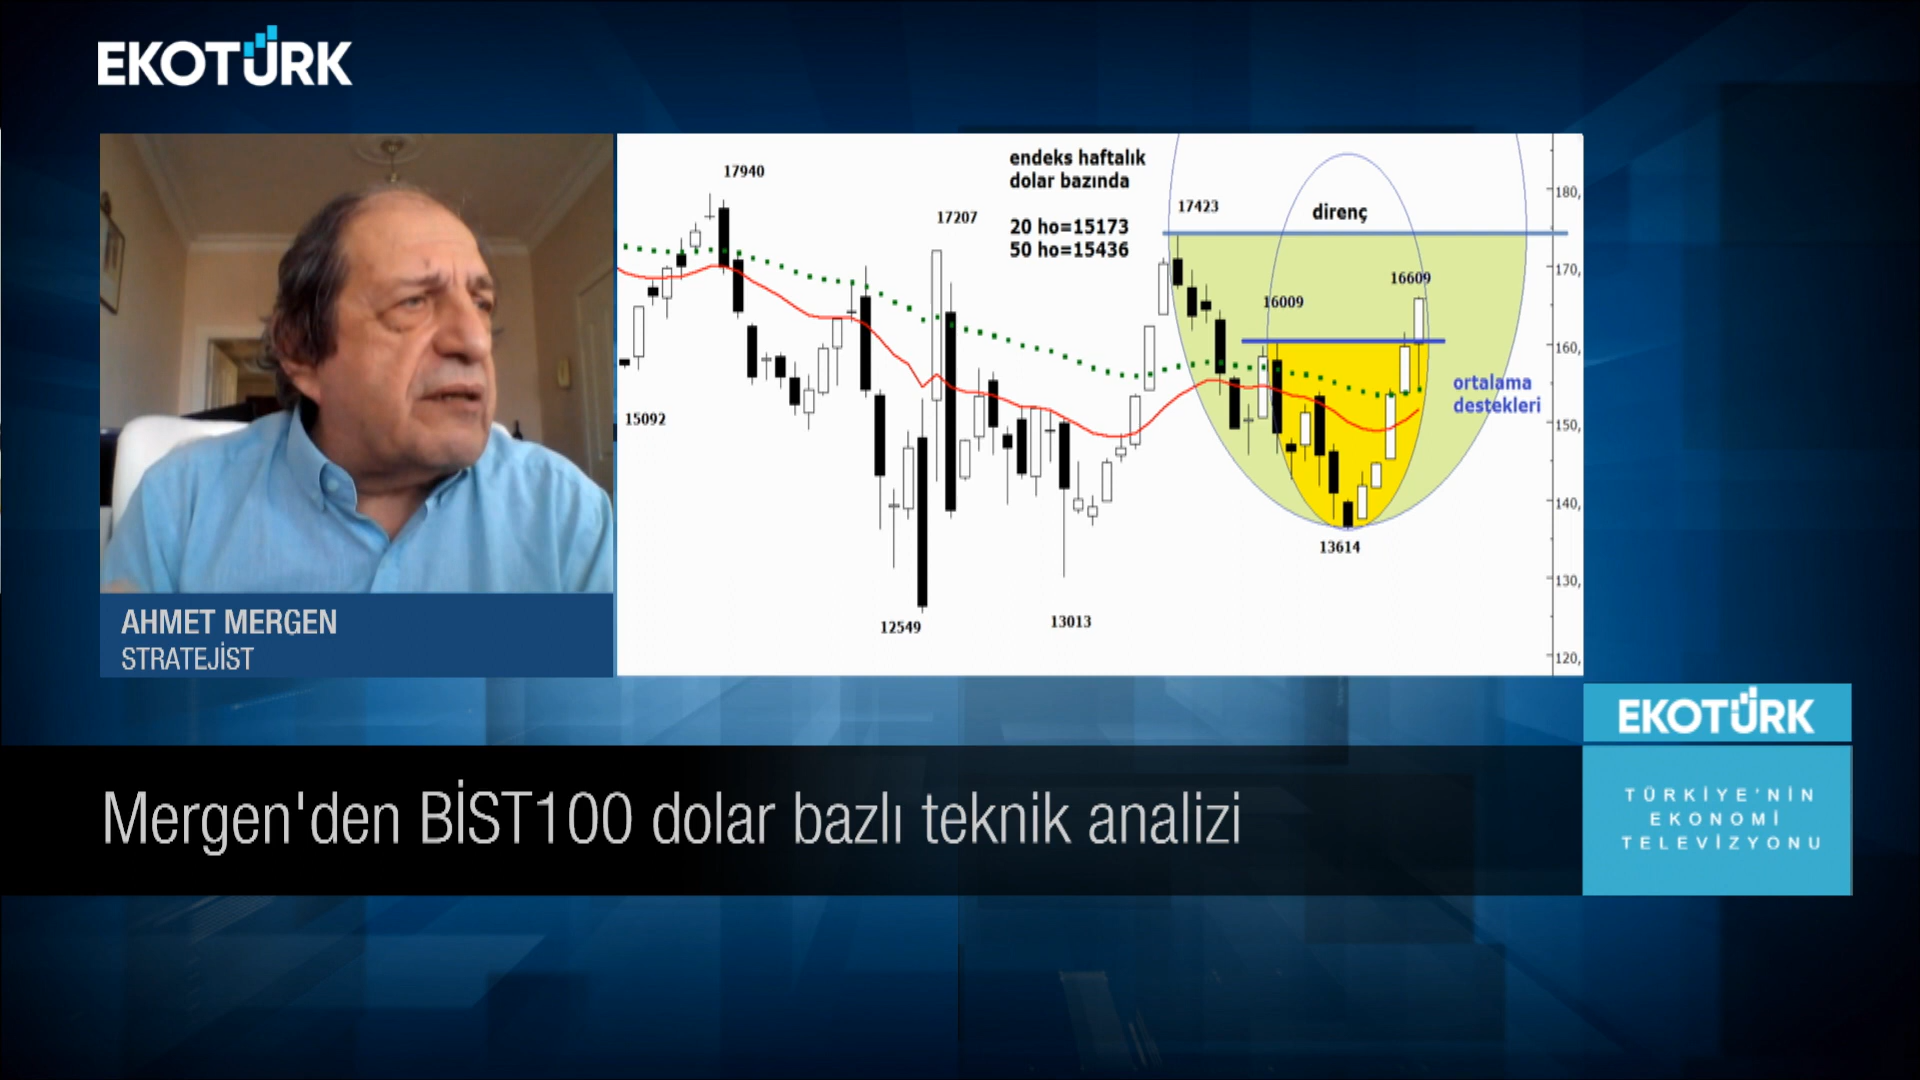 EKOTÜRK
17940
17207
15092
12549
13013
endeks haftalık
dolar bazında
20 ho=15173
50 ho=15436
17423
direnç
16009
16609
ortalama
destekleri
13614
180,
170,
160,
150,
140,
130,
120,
AHMET MERGEN
STRATEJİST
EKOTÜRK
Mergen'den BİST100 dolar bazlı teknik analizi
TÜRKİYE'NİN
EKONOMİ
TELEVİZYONU